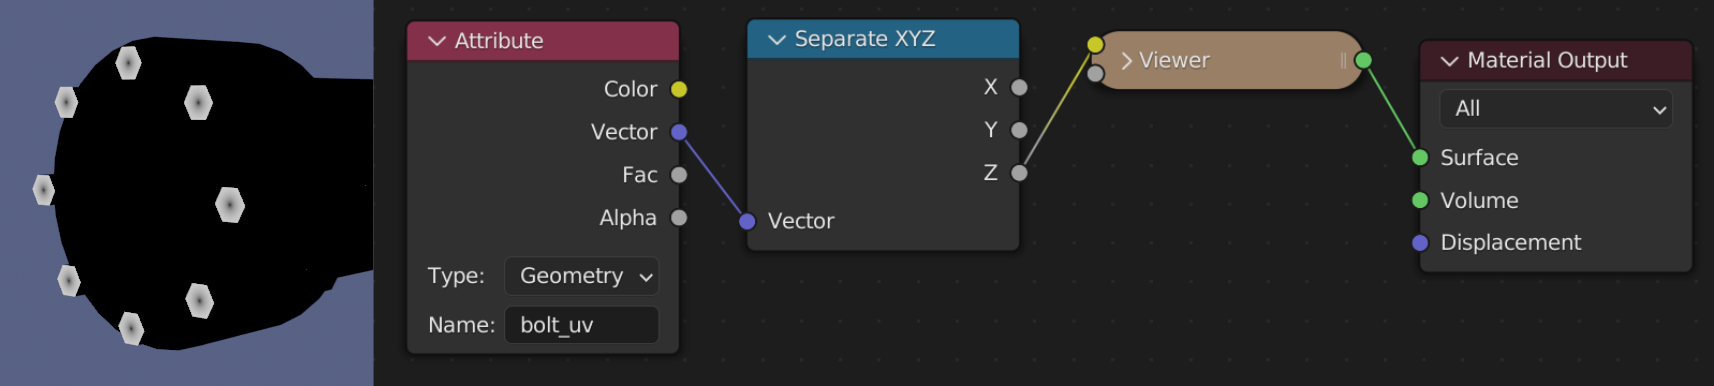 Attribute
Color
Vector
Fac
Alpha
Type: Geometry
Name: bolt_uv
Separate XYZ
X
Y
Z
Vector
Viewer
Material Output
All
Surface
Volume
Displacement